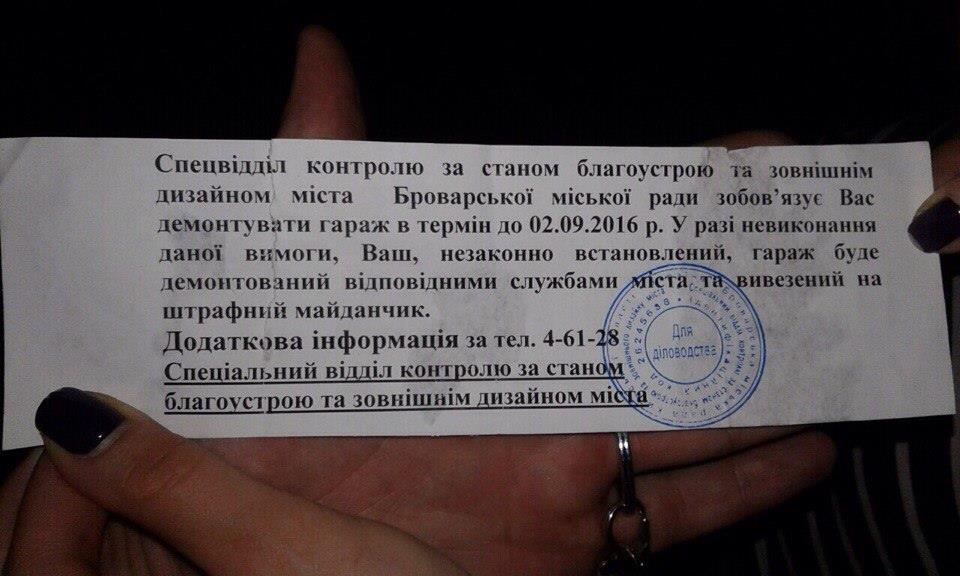 Спецвідділ контролю за станом благоустрою та зовнішнім
дизайном міста Броварської міської ради зобов’язує Вас
демонтувати гараж в термін до 02.09.2016 р. У разі невиконання
даної вимоги, Ваш, незаконно встановлений, гараж буде
демонтований відповідними службами міста та вивезений на
штрафний майданчик.
Додаткова інформація за тел. 4-61-28
Спеціальний відділ контролю за станом
благоустрою та зовнішнім дизайном міста
Для
діловодства
Броварська міська рада
26245638